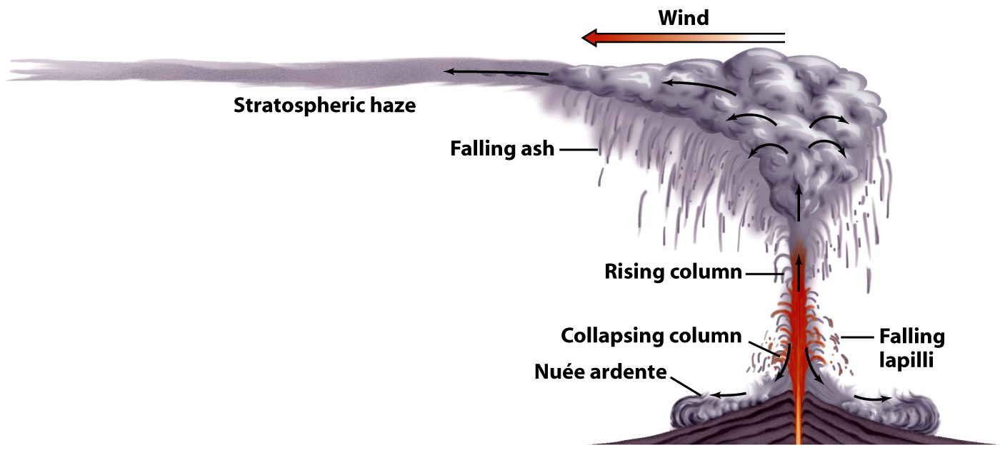 Wind
Stratospheric haze
Falling ash
Rising column
Collapsing column
Falling
lapilli
Nuée ardente